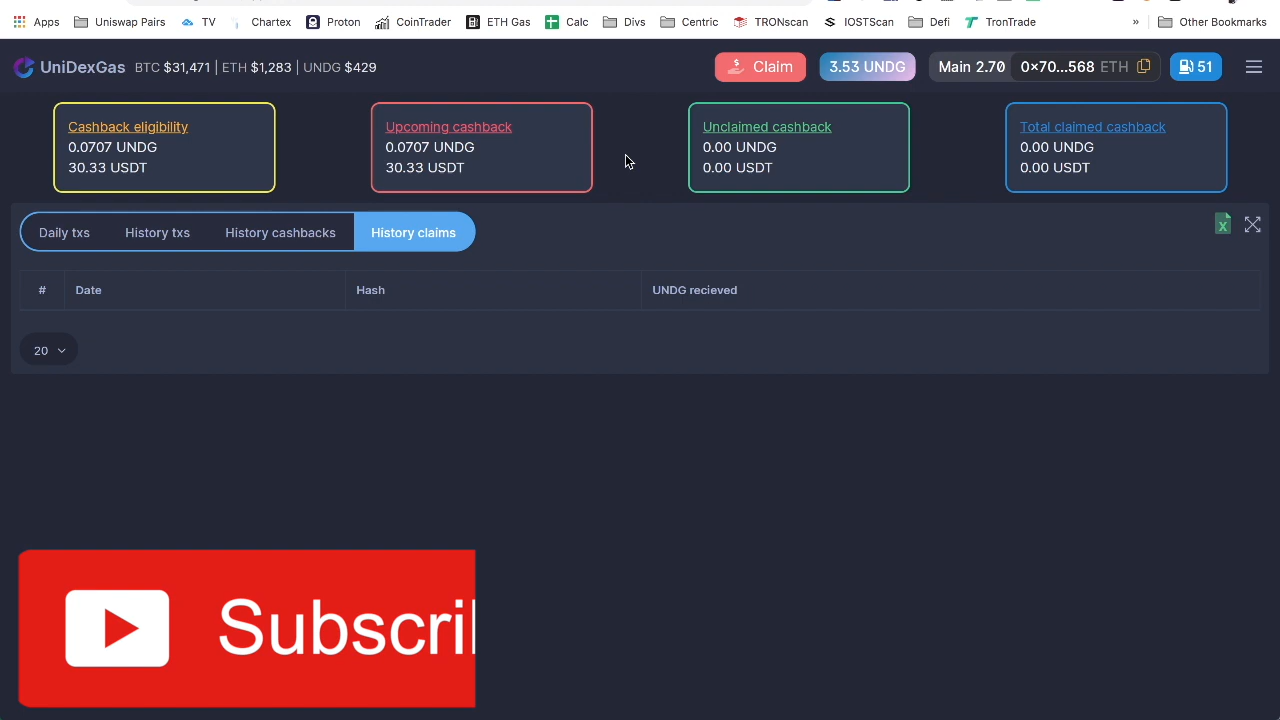 Apps Uniswap Pairs TV Chartex Proton CoinTrader ETH Gas Calc Divs Centric TRONscan IOSTScan Defi TronTrade » Other Bookmarks
UniDexGas BTC $31,471 | ETH $1,283 | UNDG $429 Claim 3.53 UNDG Main 2.70 0×70...568 ETH 51
Cashback eligibility
0.0707 UNDG
30.33 USDT
Upcoming cashback
0.0707 UNDG
30.33 USDT
Unclaimed cashback
0.00 UNDG
0.00 USDT
Total claimed cashback
0.00 UNDG
0.00 USDT
Daily txs History txs History cashbacks History claims
# Date Hash UNDG recieved
20
Subscri